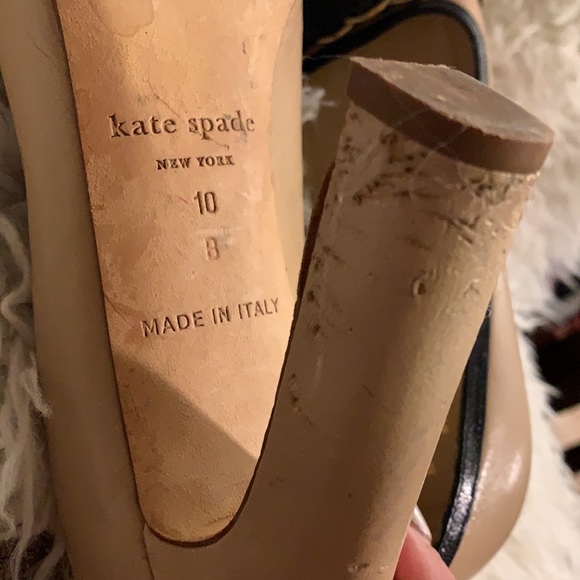 kate spade
NEW YORK
10
B
MADE IN ITALY